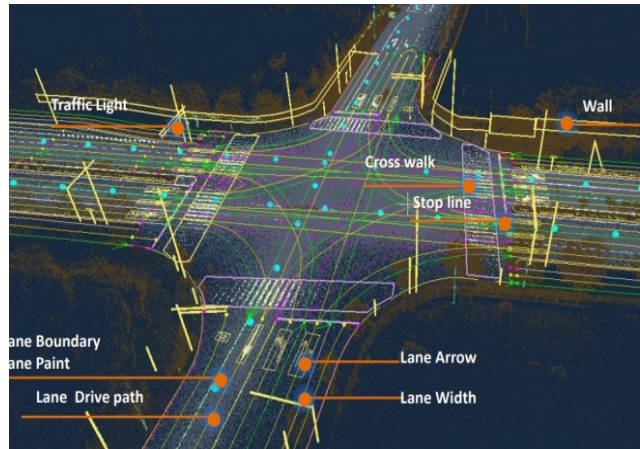 Traffic Light
Wall
Cross walk
Stop line
ane Boundary
ane Paint
Lane Arrow
Lane Drive path
Lane Width